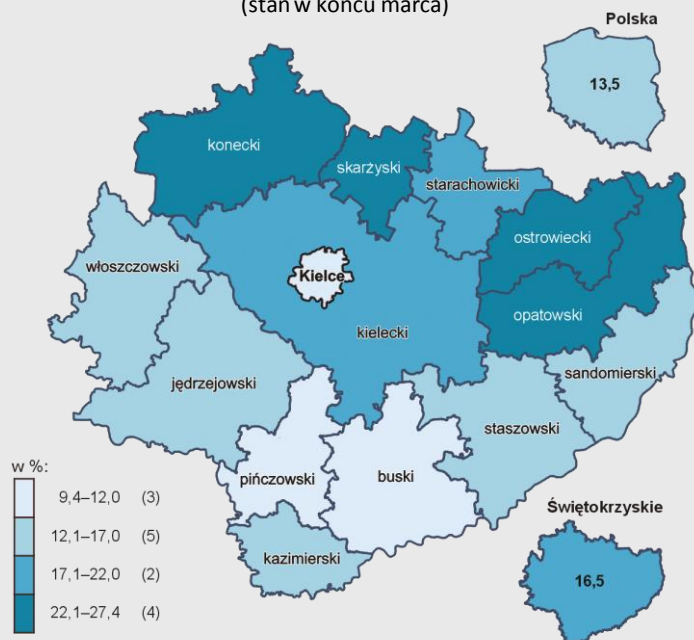 (stan w końcu marca)
Polska
13,5
konecki
skarżyski
starachowicki
ostrowiecki
włoszczowski
Kielce
opatowski
kielecki
sandomierski
jędrzejowski
staszowski
pińczowski
buski
kazimierski
w %:
9,4–12,0 (3)
12,1–17,0 (5)
17,1–22,0 (2)
22,1–27,4 (4)
Świętokrzyskie
16,5